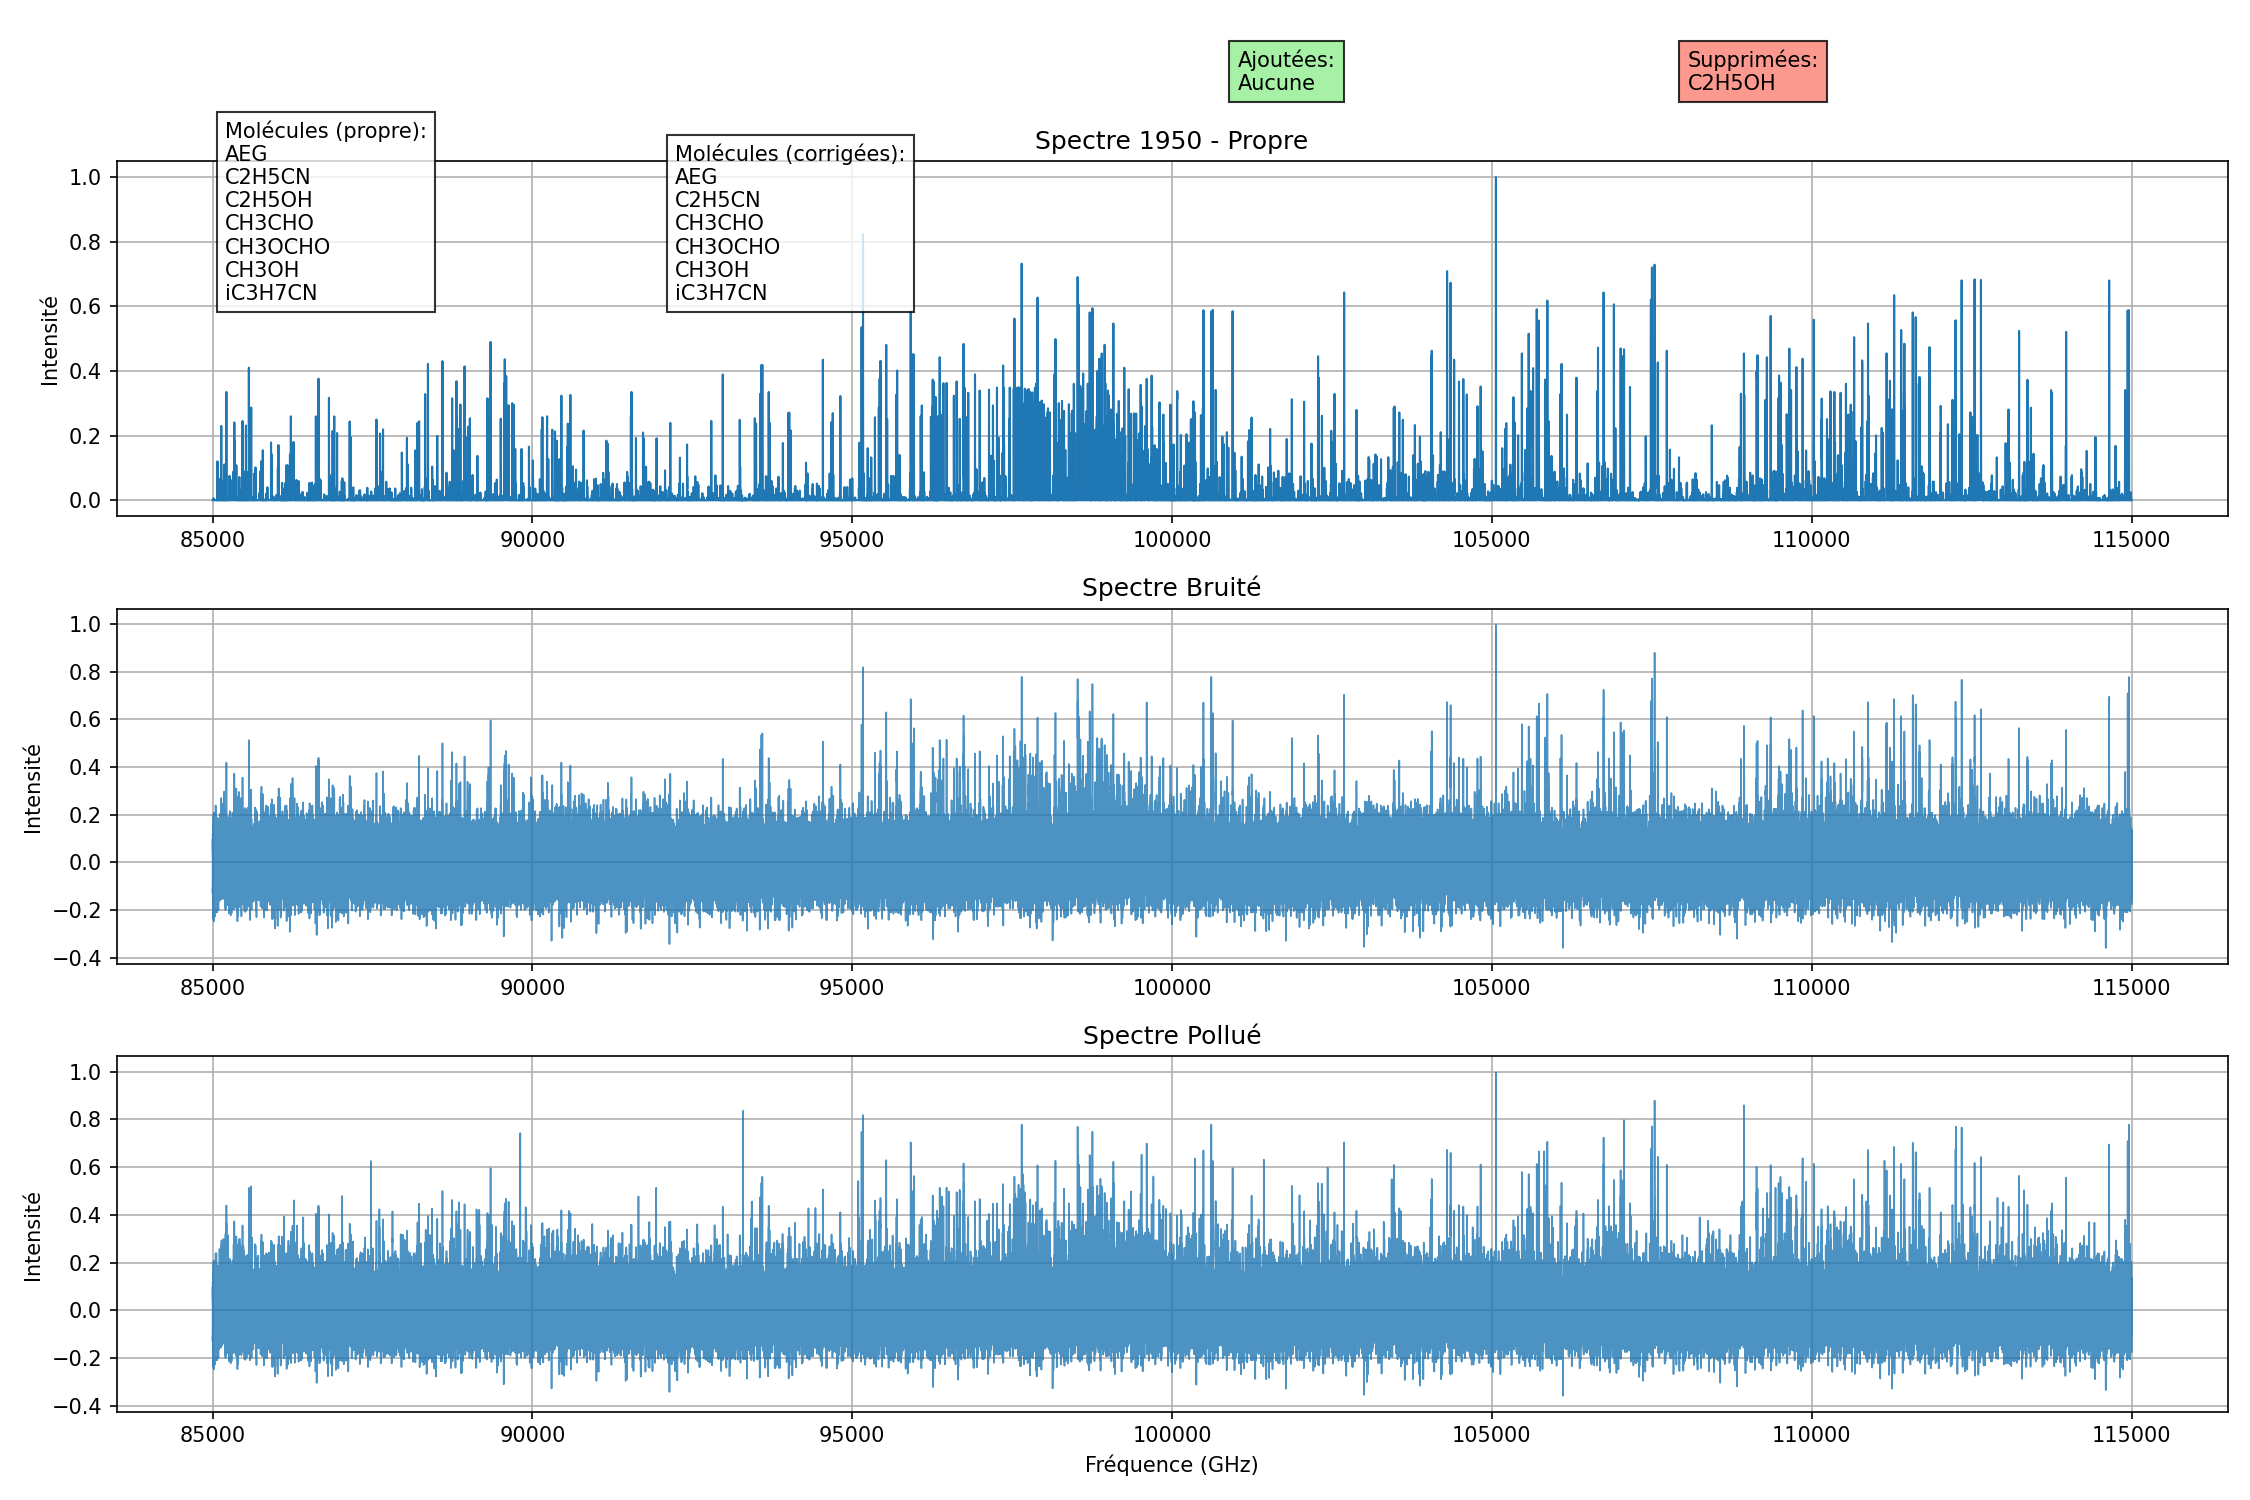 Ajoutées:
Aucune
Supprimées:
C2H5OH
Molécules (propre):
AEG
C2H5CN
C2H5OH
CH3CHO
CH3OCHO
CH3OH
iC3H7CN
Molécules (corrigées):
AEG
C2H5CN
CH3CHO
CH3OCHO
CH3OH
iC3H7CN
Spectre 1950 - Propre
Intensité
1.0
0.8
0.6
0.4
0.2
0.0
85000 90000 95000 100000 105000 110000 115000
Spectre Bruité
Intensité
1.0
0.8
0.6
0.4
0.2
0.0
−0.2
−0.4
85000 90000 95000 100000 105000 110000 115000
Spectre Pollué
Intensité
1.0
0.8
0.6
0.4
0.2
0.0
−0.2
−0.4
85000 90000 95000 100000 105000 110000 115000
Fréquence (GHz)